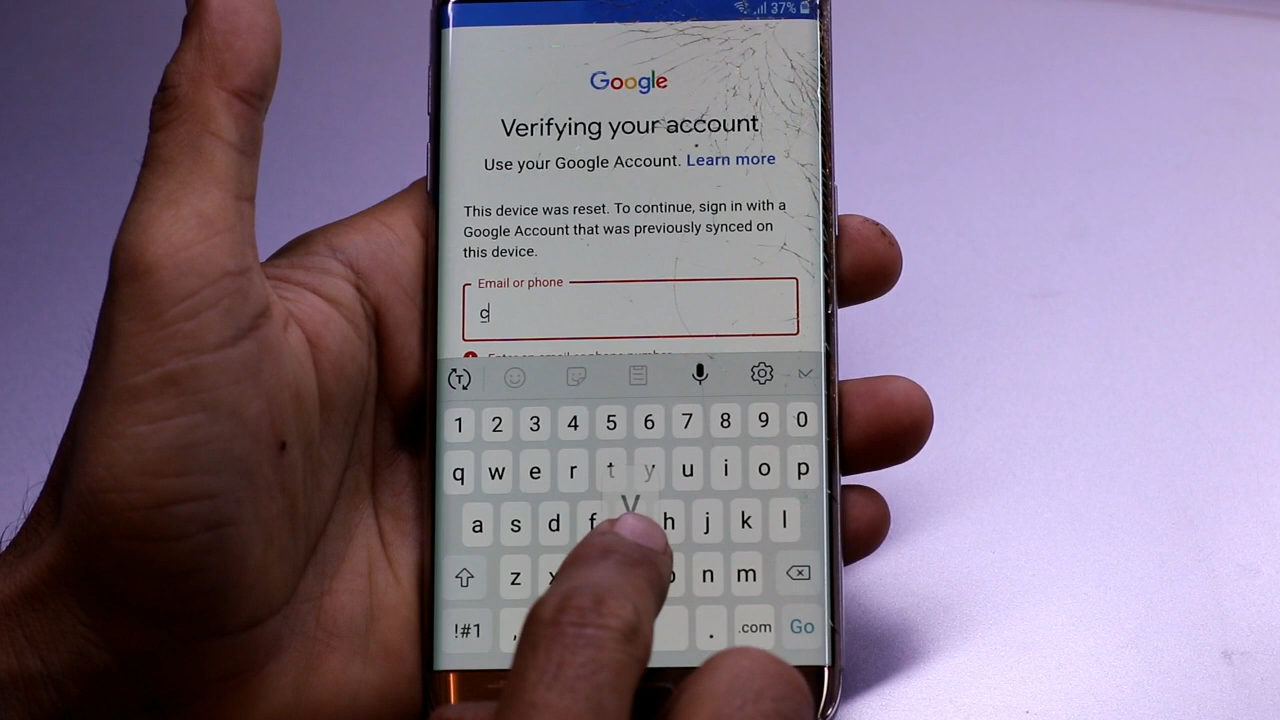 37%
Google
Verifying your account
Use your Google Account. Learn more
This device was reset. To continue, sign in with a
Google Account that was previously synced on
this device.
Email or phone
c
T
1 2 3 4 5 6 7 8 9 0
q w e r t y u i o p
v
a s d f h j k l
z n m
!#1 , . .com Go